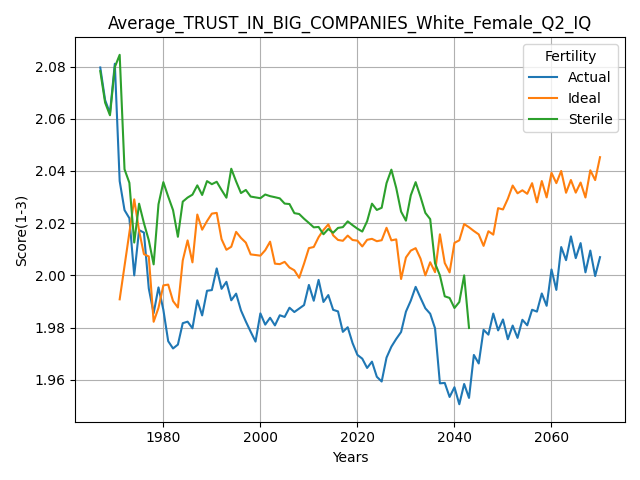 Average_TRUST_IN_BIG_COMPANIES_White_Female_Q2_IQ
Fertility
Actual
Ideal
Sterile
Score(1-3)
2.08
2.06
2.04
2.02
2.00
1.98
1.96
1980
2000
2020
2040
2060
Years